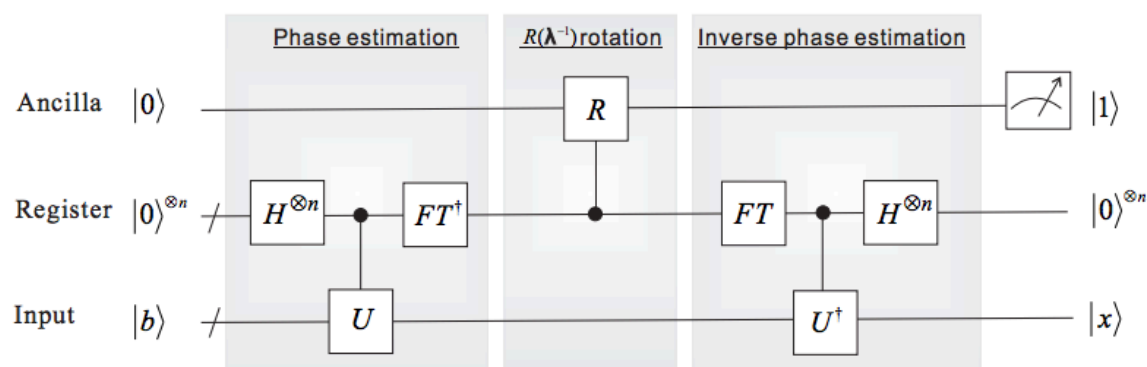 Phase estimation R(λ⁻¹) rotation Inverse phase estimation
Ancilla |0⟩ R |1⟩
Register |0⟩⊗n H⊗n FT† FT H⊗n |0⟩⊗n
Input |b⟩ U U† |x⟩